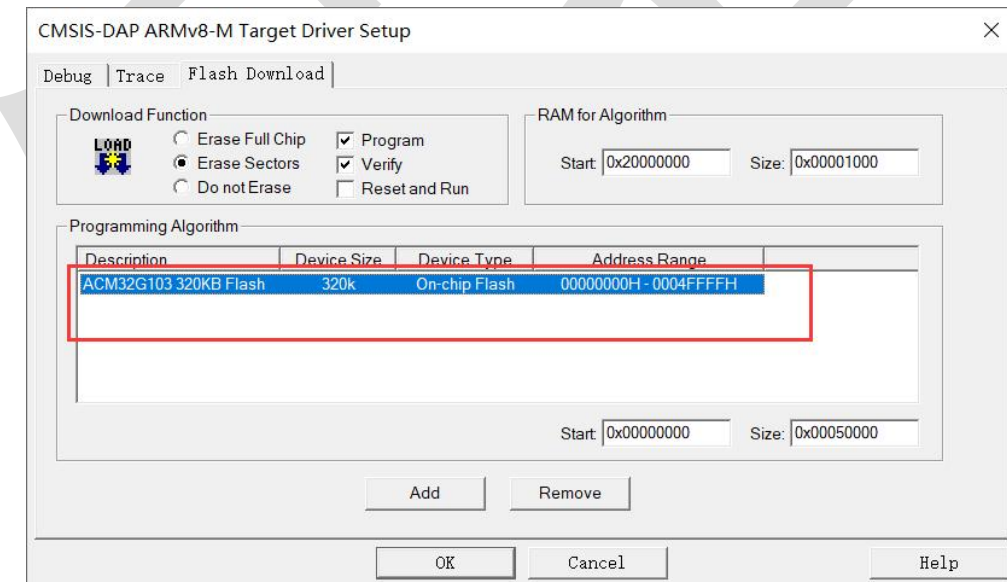 CMSIS-DAP ARMv8-M Target Driver Setup
Debug Trace Flash Download
Download Function
LOAD
Erase Full Chip Program
Erase Sectors Verify
Do not Erase Reset and Run
RAM for Algorithm
Start: 0x20000000 Size: 0x00001000
Programming Algorithm
Description Device Size Device Type Address Range
ACM32G103 320KB Flash 320k On-chip Flash 00000000H - 0004FFFFH
Start: 0x00000000 Size: 0x00050000
Add Remove
OK Cancel Help